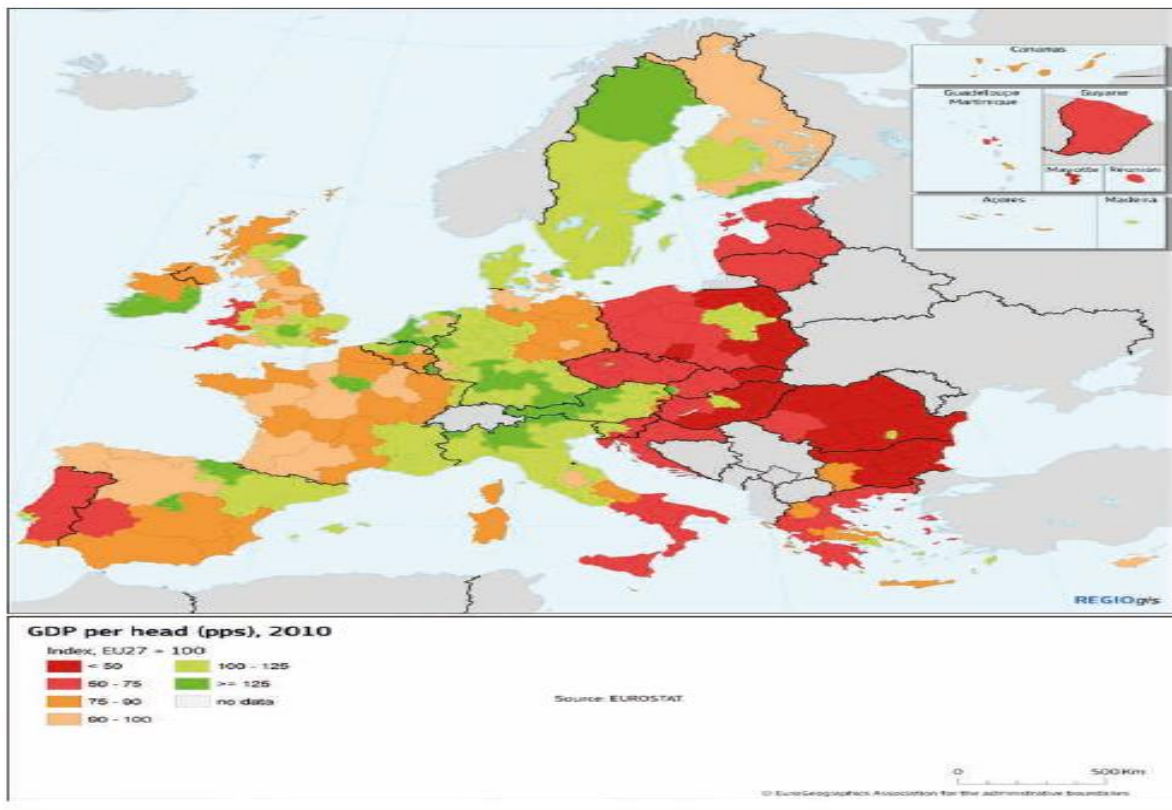 Canarias
Guadeloupe
Martinique
Guyane
Mayotte
Réunion
Açores
Madeira
REGIOgis
GDP per head (pps), 2010
Index, EU27 = 100
< 50
50 - 75
75 - 90
90 - 100
100 - 125
>= 125
no data
Source: EUROSTAT
0 500 Km
© EuroGeographics Association for the administrative boundaries